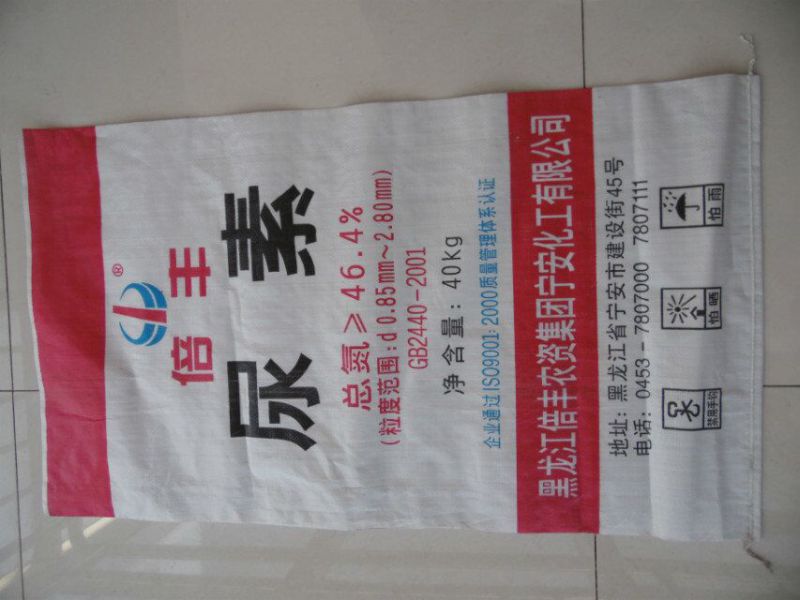 ®
倍丰
尿素
总氮≥46.4%
(粒度范围:d 0.85mm～2.80mm)
GB2440-2001
净含量: 40Kg
企业通过ISO9001:2000质量管理体系认证
黑龙江倍丰农资集团宁安化工有限公司
地址: 黑龙江省宁安市建设街45号
电话: 0453-7807000 7807111
禁用手钩
怕晒
怕雨